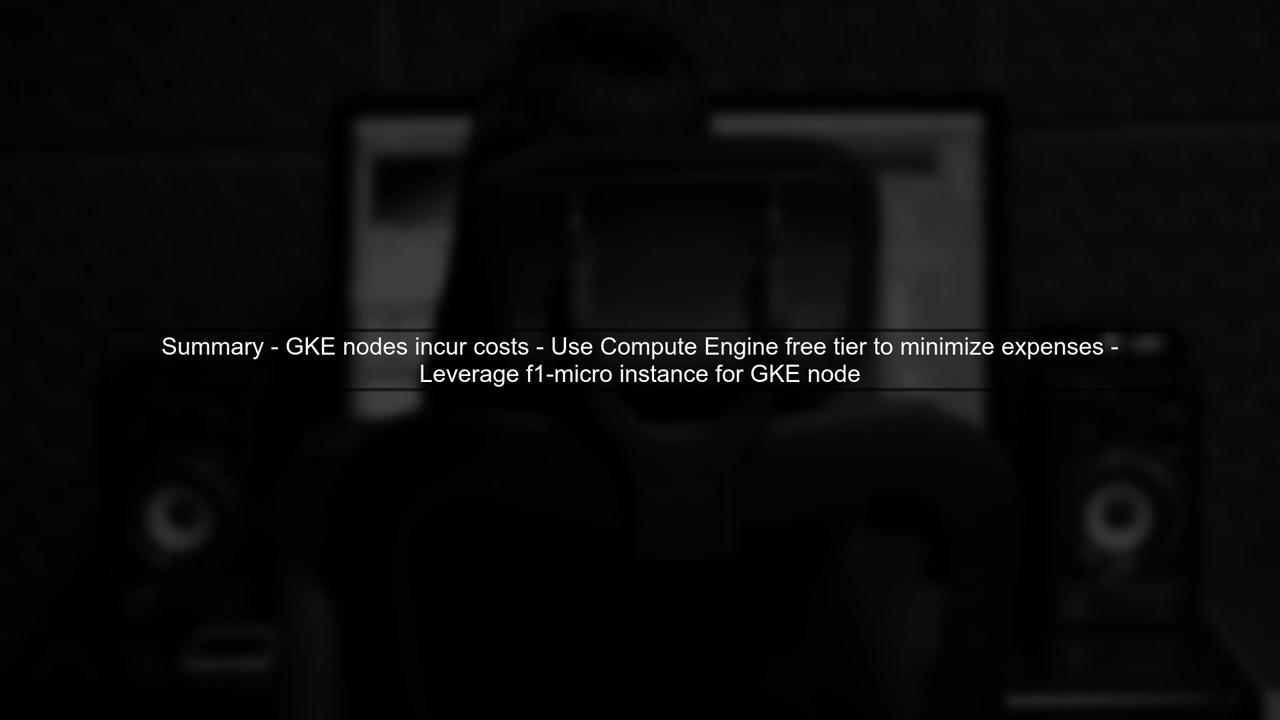 Summary - GKE nodes incur costs - Use Compute Engine free tier to minimize expenses -
Leverage f1-micro instance for GKE node